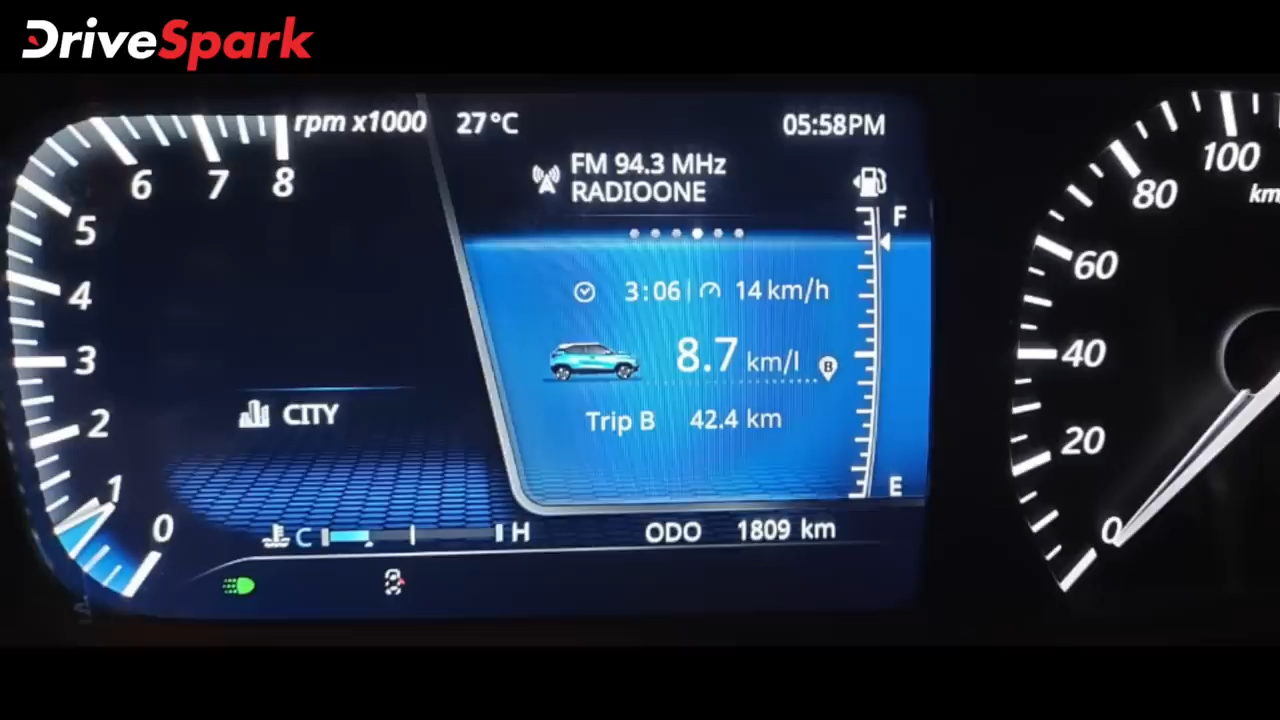 DriveSpark
rpm x1000
27°C
05:58PM
FM 94.3 MHz
RADIOONE
F
3:06
14 km/h
8.7 km/l
B
Trip B 42.4 km
E
CITY
C
H
ODO 1809 km
0
1
2
3
4
5
6
7
8
0
20
40
60
80
100
km